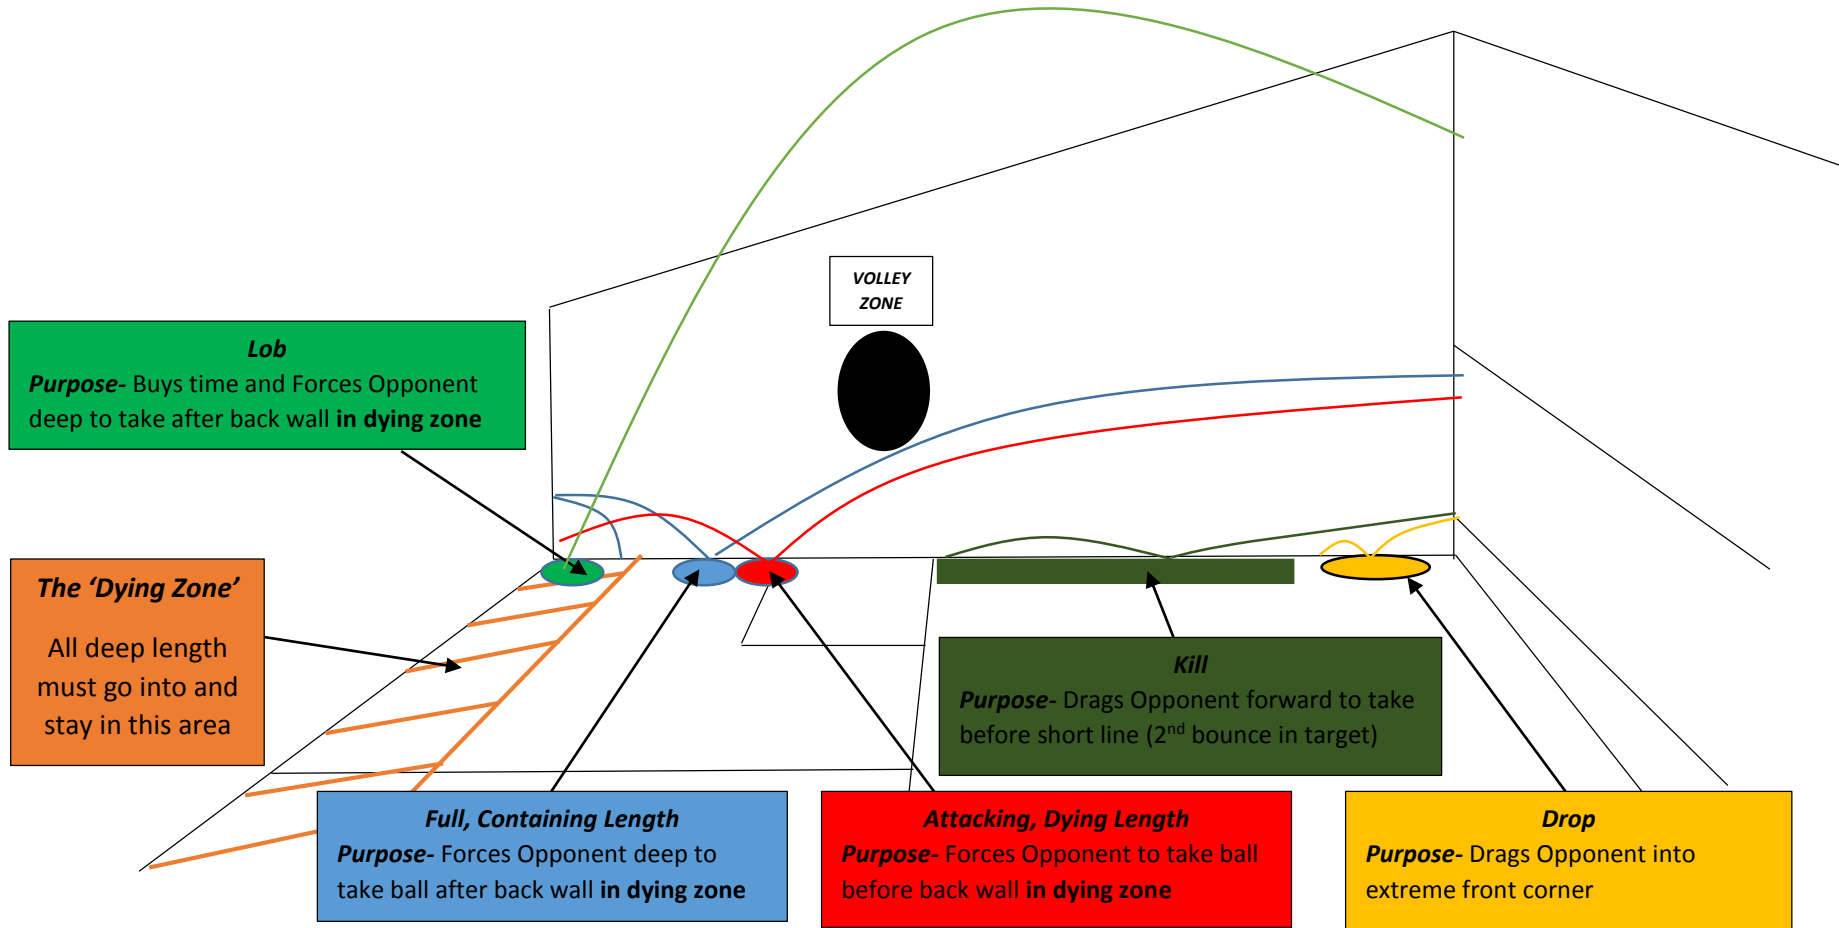 VOLLEY
ZONE
Lob
Purpose- Buys time and Forces Opponent
deep to take after back wall in dying zone
The ‘Dying Zone’
All deep length
must go into and
stay in this area
Kill
Purpose- Drags Opponent forward to take
before short line (2nd bounce in target)
Full, Containing Length
Purpose- Forces Opponent deep to
take ball after back wall in dying zone
Attacking, Dying Length
Purpose- Forces Opponent to take ball
before back wall in dying zone
Drop
Purpose- Drags Opponent into
extreme front corner